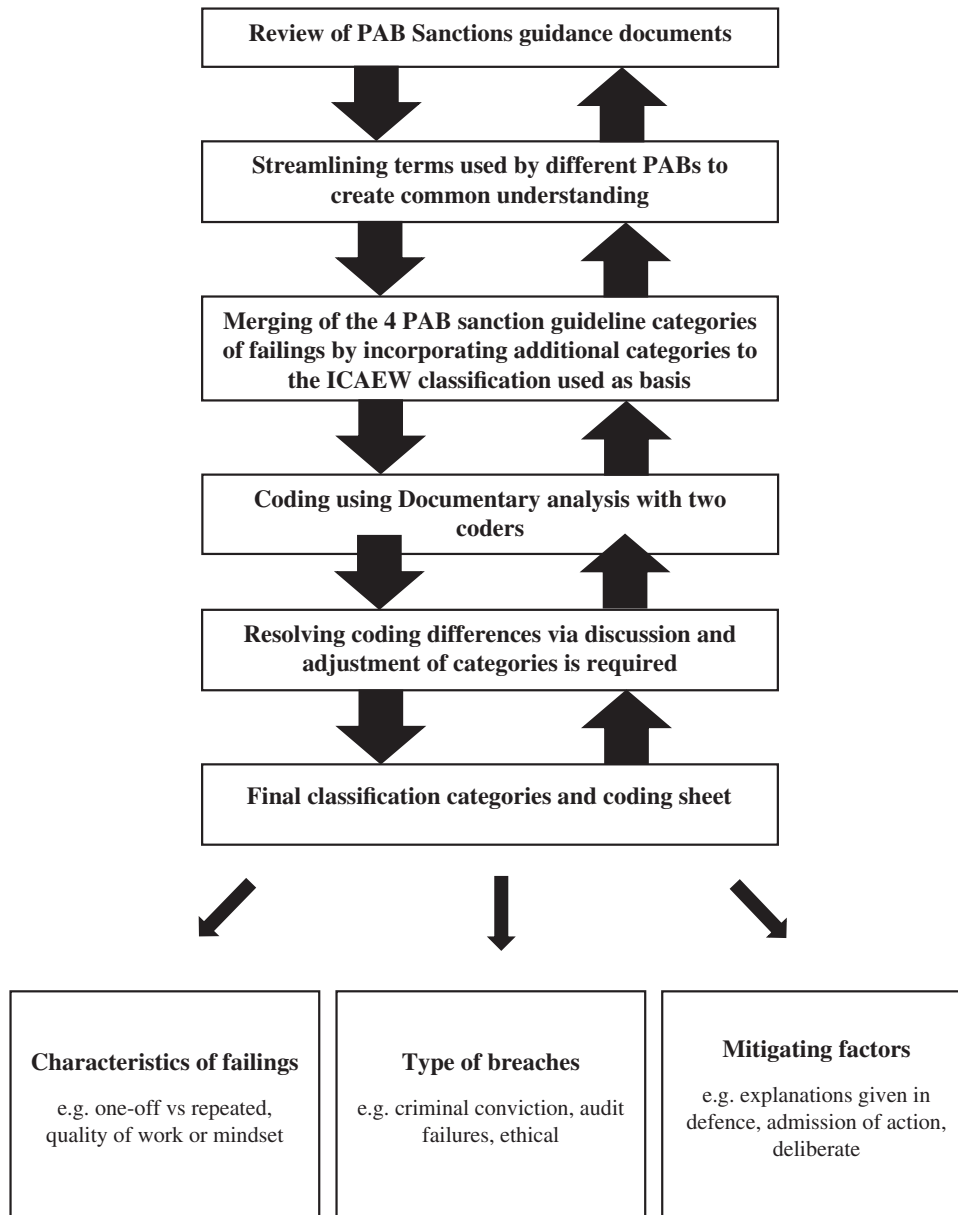 Review of PAB Sanctions guidance documents
Streamlining terms used by different PABs to
create common understanding
Merging of the 4 PAB sanction guideline categories
of failings by incorporating additional categories to
the ICAEW classification used as basis
Coding using Documentary analysis with two
coders
Resolving coding differences via discussion and
adjustment of categories is required
Final classification categories and coding sheet
Characteristics of failings
e.g. one-off vs repeated,
quality of work or mindset
Type of breaches
e.g. criminal conviction, audit
failures, ethical
Mitigating factors
e.g. explanations given in
defence, admission of action,
deliberate